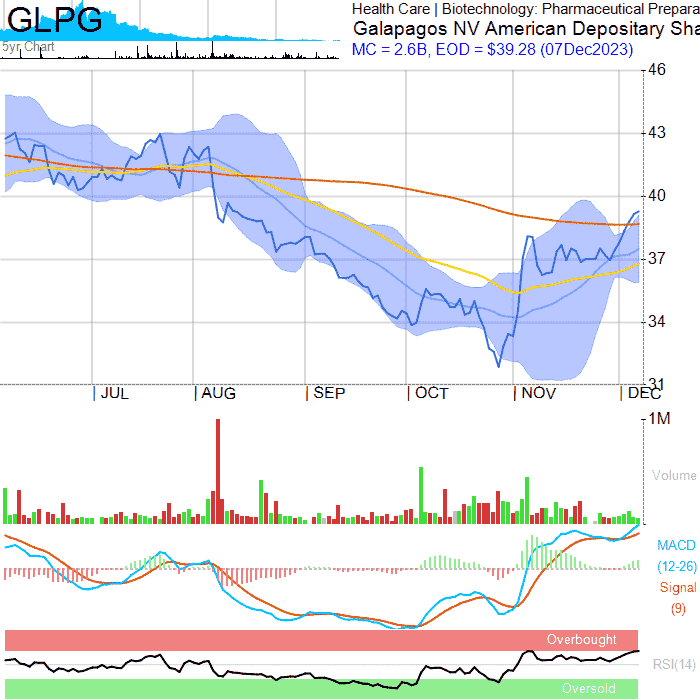 GLPG
5yr. Chart
Health Care | Biotechnology: Pharmaceutical Prepara
Galapagos NV American Depositary Sha
MC = 2.6B, EOD = $39.28 (07Dec2023)
46
43
40
37
34
31
JUL AUG SEP OCT NOV DEC
1M
Volume
MACD
(12-26)
Signal
(9)
Overbought
RSI(14)
Oversold